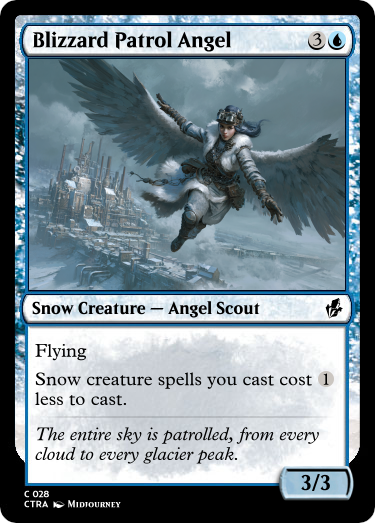 Blizzard Patrol Angel 3
Snow Creature — Angel Scout
Flying
Snow creature spells you cast cost 1
less to cast.
The entire sky is patrolled, from every
cloud to every glacier peak.
3/3
C 028
CTRA Midjourney